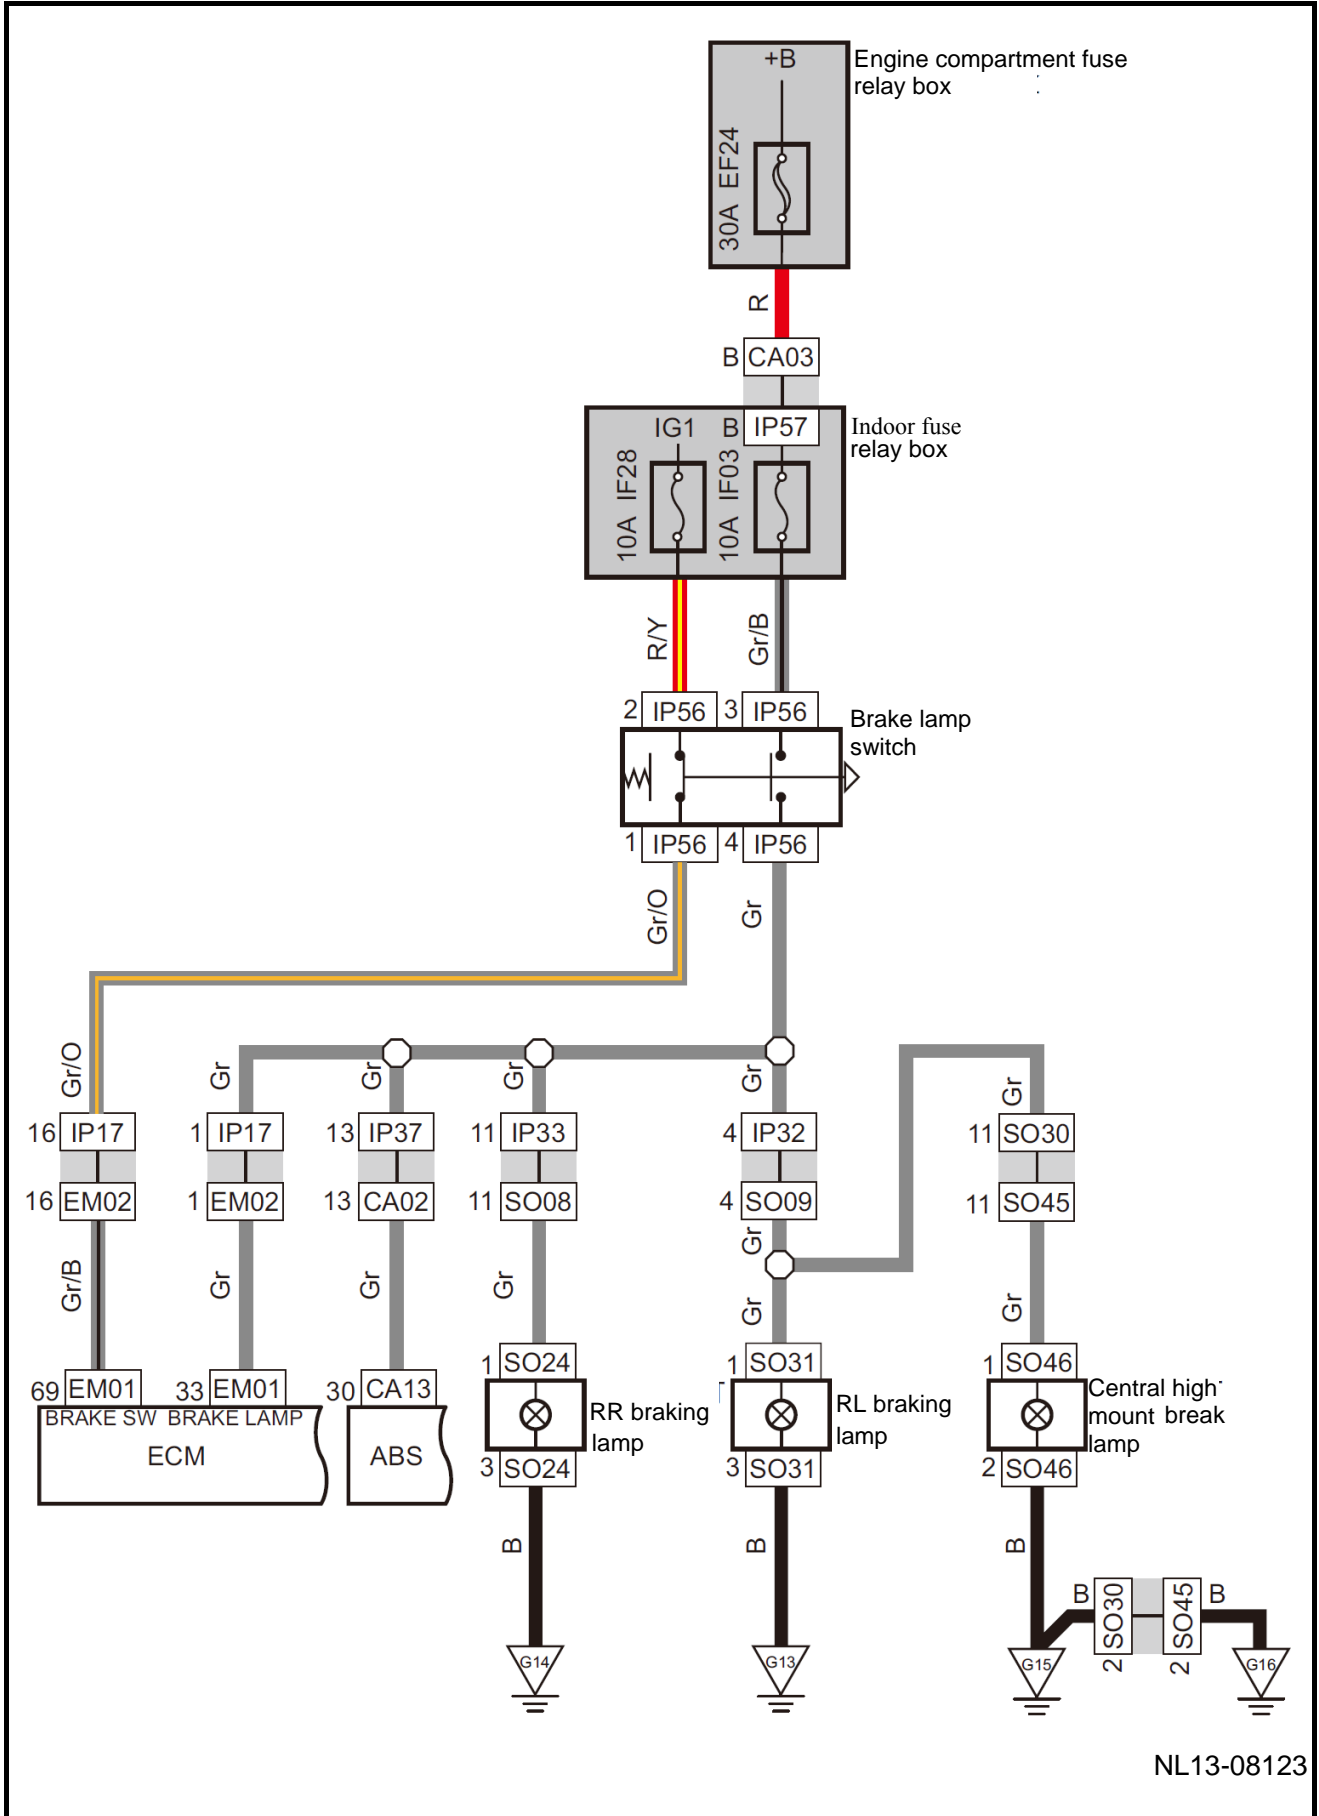 +B
Engine compartment fuse
relay box
30A EF24
R
B CA03
IG1 B IP57
Indoor fuse
relay box
10A IF28
10A IF03
R/Y
Gr/B
2 IP56 3 IP56
Brake lamp
switch
1 IP56 4 IP56
Gr/O
Gr
Gr/O
Gr
Gr
Gr
Gr
Gr
16 IP17 1 IP17 13 IP37 11 IP33 4 IP32 11 SO30
16 EM02 1 EM02 13 CA02 11 SO08 4 SO09 11 SO45
Gr
Gr/B
Gr
Gr
Gr
Gr
Gr
1 SO24 1 SO31 1 SO46
69 EM01 33 EM01 30 CA13
BRAKE SW BRAKE LAMP
ECM
ABS
RR braking
lamp
RL braking
lamp
Central high
mount break
lamp
3 SO24 3 SO31 2 SO46
B
B
B
B SO30 SO45 B
2 2
G14 G13 G15 G16
NL13-08123